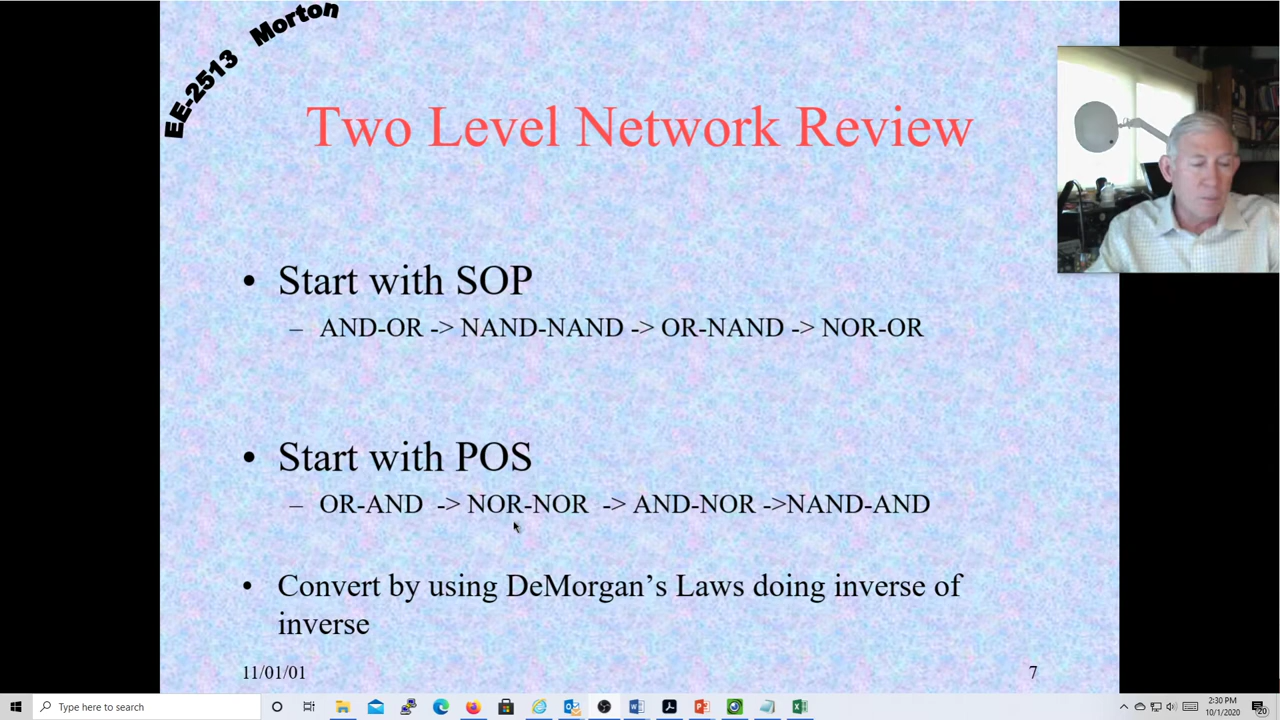 EE-2513 Morton
Two Level Network Review
• Start with SOP
– AND-OR -> NAND-NAND -> OR-NAND -> NOR-OR
• Start with POS
– OR-AND -> NOR-NOR -> AND-NOR ->NAND-AND
• Convert by using DeMorgan's Laws doing inverse of
inverse
11/01/01
7
Type here to search
2:30 PM
10/1/2020
20